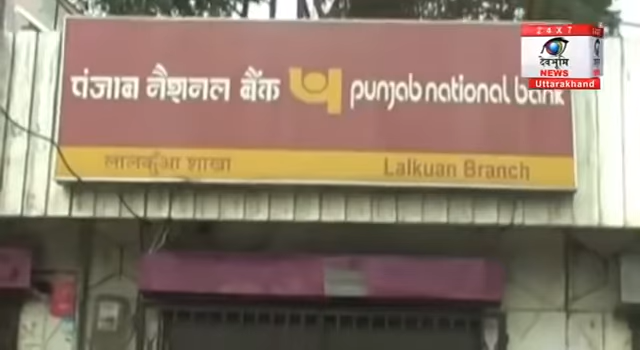 24X7
देवभूमि
NEWS
Uttarakhand
पंजाब नैशनल बैंक punjab national bank
लालकुँआ शाखा Lalkuan Branch